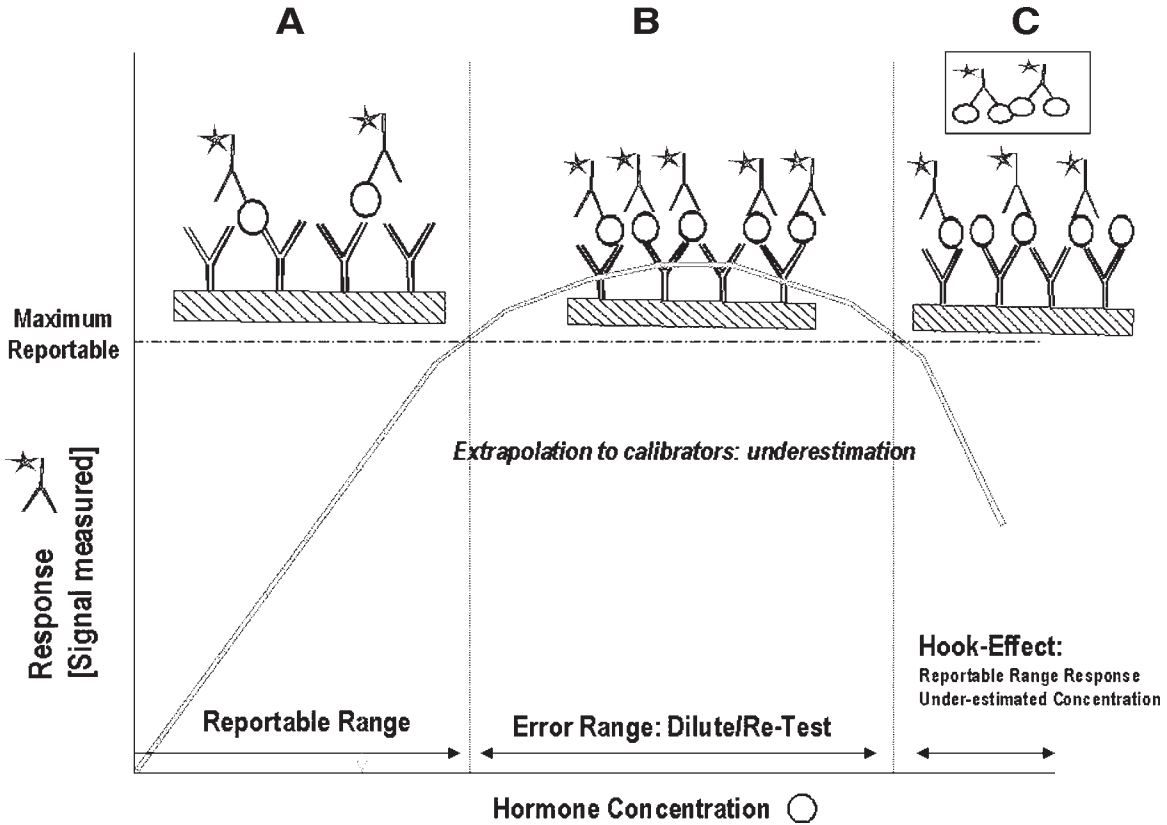 A
B
C
Maximum
Reportable
Extrapolation to calibrators: underestimation
Response
[Signal measured]
Hook-Effect:
Reportable Range Response
Under-estimated Concentration
Reportable Range
Error Range: Dilute/Re-Test
Hormone Concentration